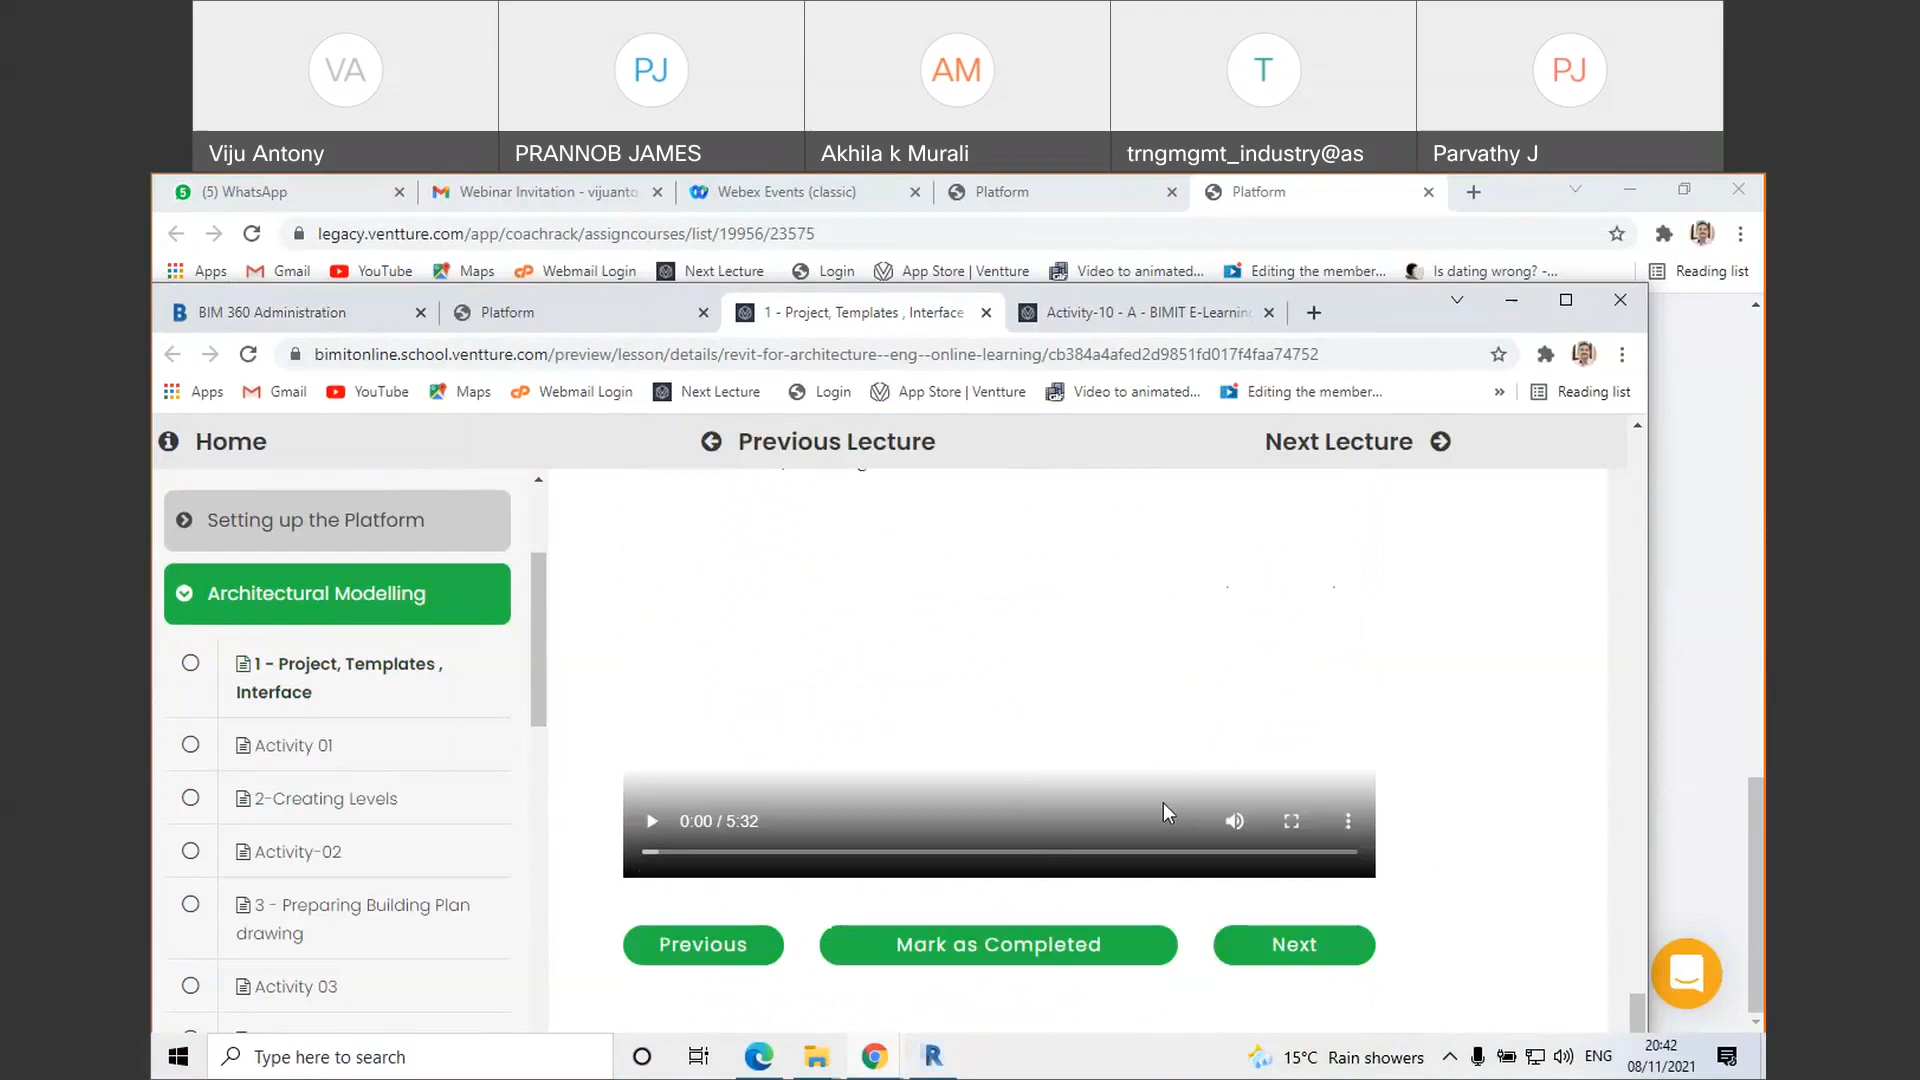 VA
PJ
AM
T
PJ
Viju Antony
PRANNOB JAMES
Akhila k Murali
trngmgmt_industry@as
Parvathy J
(5) WhatsApp
Webinar Invitation - vijuanto
Webex Events (classic)
Platform
Platform
legacy.ventture.com/app/coachrack/assigncourses/list/19956/23575
Apps
Gmail
YouTube
Maps
Webmail Login
Next Lecture
Login
App Store | Ventture
Video to animated...
Editing the member...
Is dating wrong? -...
Reading list
BIM 360 Administration
Platform
1 - Project, Templates , Interface
Activity-10 - A - BIMIT E-Learnin
bimitonline.school.ventture.com/preview/lesson/details/revit-for-architecture--eng--online-learning/cb384a4afed2d9851fd017f4faa74752
Apps
Gmail
YouTube
Maps
Webmail Login
Next Lecture
Login
App Store | Ventture
Video to animated...
Editing the member...
»
Reading list
Home
Previous Lecture
Next Lecture
Setting up the Platform
Architectural Modelling
1 - Project, Templates ,
Interface
Activity 01
2-Creating Levels
Activity-02
3 - Preparing Building Plan
drawing
Activity 03
0:00 / 5:32
Previous
Mark as Completed
Next
Type here to search
15°C Rain showers
ENG
20:42
08/11/2021